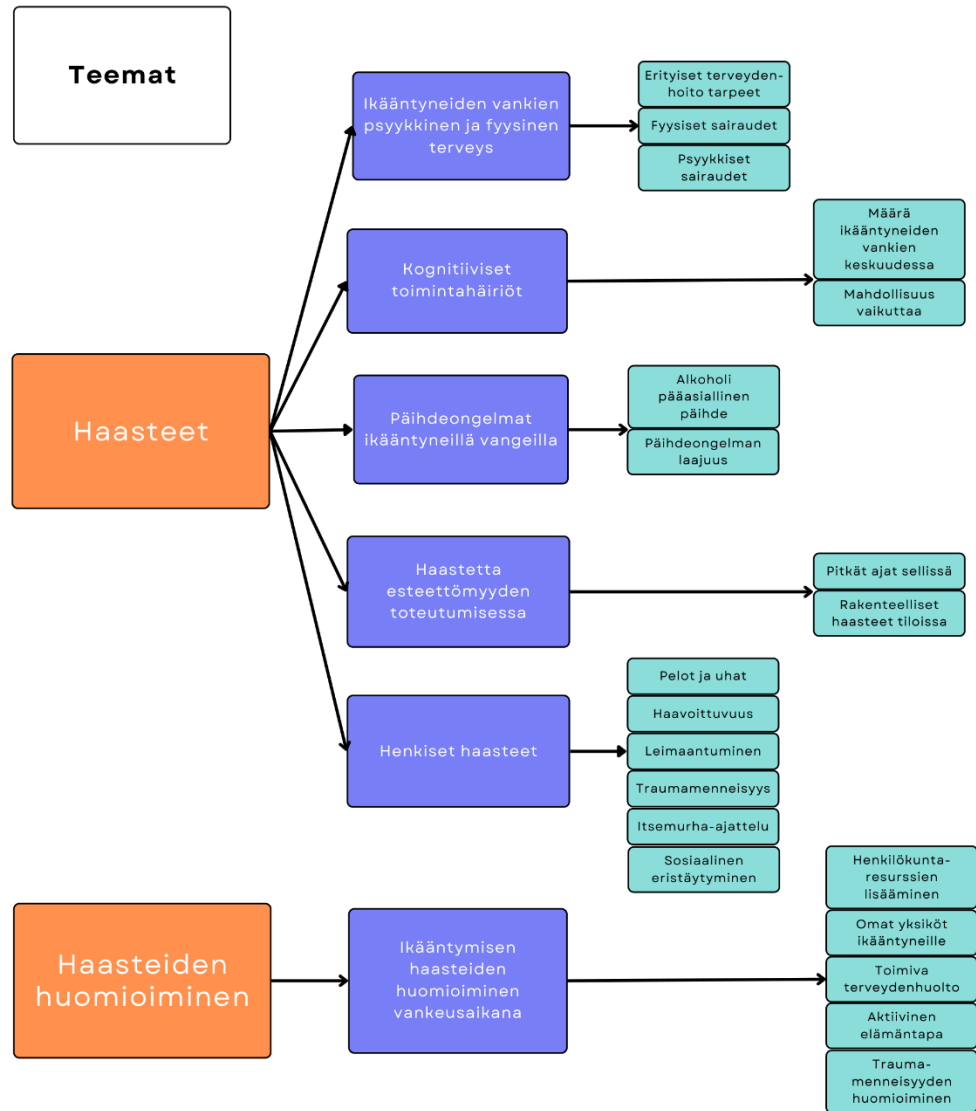 Teemat
Ikääntyneiden vankien
psyykkinen ja fyysinen
terveys
Erityiset terveyden-
hoito tarpeet
Fyysiset sairaudet
Psyykkiset
sairaudet
Kognitiiviset
toimintahäiriöt
Määrä
ikääntyneiden
vankien
keskuudessa
Mahdollisuus
vaikuttaa
Haasteet
Päihdeongelmat
ikääntyneillä vangeilla
Alkoholi
pääasiallinen
päihde
Päihdeongelman
laajuus
Haastetta
esteettömyyden
toteutumisessa
Pitkät ajat sellissä
Rakenteelliset
haasteet tiloissa
Henkiset haasteet
Pelot ja uhat
Haavoittuvuus
Leimaantuminen
Traumamenneisyys
Itsemurha-ajattelu
Sosiaalinen
eristäytyminen
Haasteiden
huomioiminen
Ikääntymisen
haasteiden
huomioiminen
vankeusaikana
Henkilökunta-
resurssien
lisääminen
Omat yksiköt
ikääntyneille
Toimiva
terveydenhuolto
Aktiivinen
elämäntapa
Trauma-
menneisyyden
huomioiminen